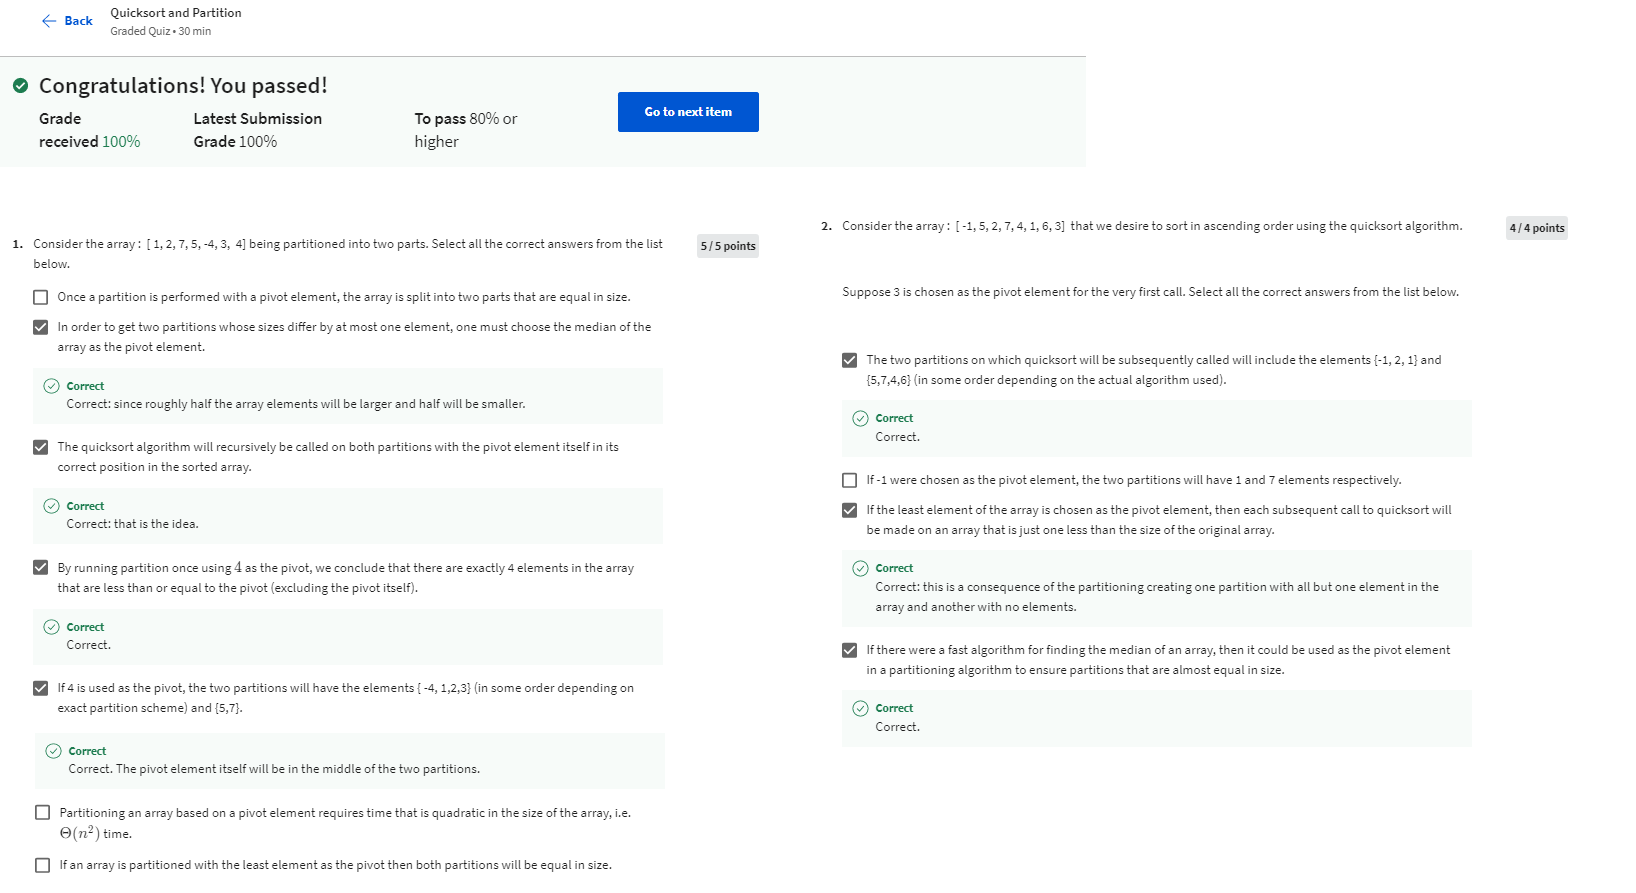 Back
Quicksort and Partition
Graded Quiz • 30 min
Congratulations! You passed!
Grade
received 100%
Latest Submission
Grade 100%
To pass 80% or
higher
Go to next item
1. Consider the array : [ 1, 2, 7, 5, -4, 3, 4] being partitioned into two parts. Select all the correct answers from the list
below.
5 / 5 points
Once a partition is performed with a pivot element, the array is split into two parts that are equal in size.
In order to get two partitions whose sizes differ by at most one element, one must choose the median of the
array as the pivot element.
Correct
Correct: since roughly half the array elements will be larger and half will be smaller.
The quicksort algorithm will recursively be called on both partitions with the pivot element itself in its
correct position in the sorted array.
Correct
Correct: that is the idea.
By running partition once using 4 as the pivot, we conclude that there are exactly 4 elements in the array
that are less than or equal to the pivot (excluding the pivot itself).
Correct
Correct.
If 4 is used as the pivot, the two partitions will have the elements { -4, 1,2,3} (in some order depending on
exact partition scheme) and {5,7}.
Correct
Correct. The pivot element itself will be in the middle of the two partitions.
Partitioning an array based on a pivot element requires time that is quadratic in the size of the array, i.e.
Θ(n²) time.
If an array is partitioned with the least element as the pivot then both partitions will be equal in size.
2. Consider the array : [ -1, 5, 2, 7, 4, 1, 6, 3] that we desire to sort in ascending order using the quicksort algorithm.
4 / 4 points
Suppose 3 is chosen as the pivot element for the very first call. Select all the correct answers from the list below.
The two partitions on which quicksort will be subsequently called will include the elements {-1, 2, 1} and
{5,7,4,6} (in some order depending on the actual algorithm used).
Correct
Correct.
If -1 were chosen as the pivot element, the two partitions will have 1 and 7 elements respectively.
If the least element of the array is chosen as the pivot element, then each subsequent call to quicksort will
be made on an array that is just one less than the size of the original array.
Correct
Correct: this is a consequence of the partitioning creating one partition with all but one element in the
array and another with no elements.
If there were a fast algorithm for finding the median of an array, then it could be used as the pivot element
in a partitioning algorithm to ensure partitions that are almost equal in size.
Correct
Correct.